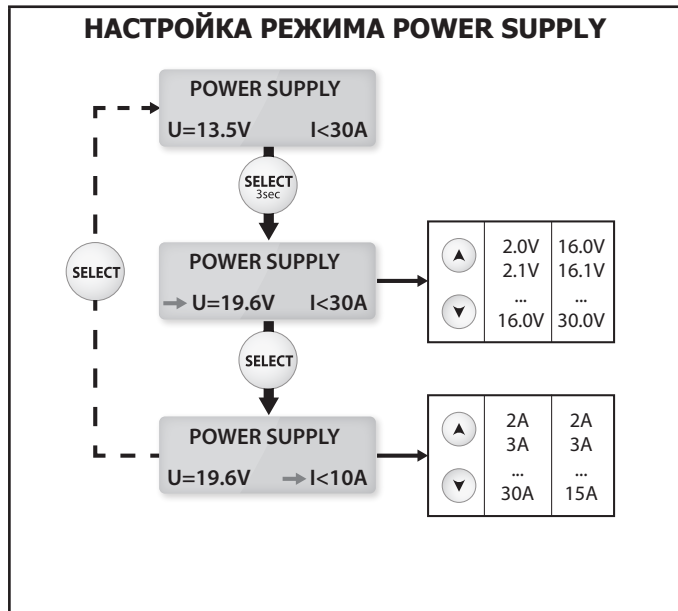 НАСТРОЙКА РЕЖИМА POWER SUPPLY
POWER SUPPLY
U=13.5V I<30A
SELECT
3sec
POWER SUPPLY
U=19.6V I<30A
SELECT
SELECT
POWER SUPPLY
U=19.6V I<10A
2.0V 16.0V
2.1V 16.1V
... ...
16.0V 30.0V
2A 2A
3A 3A
... ...
30A 15A